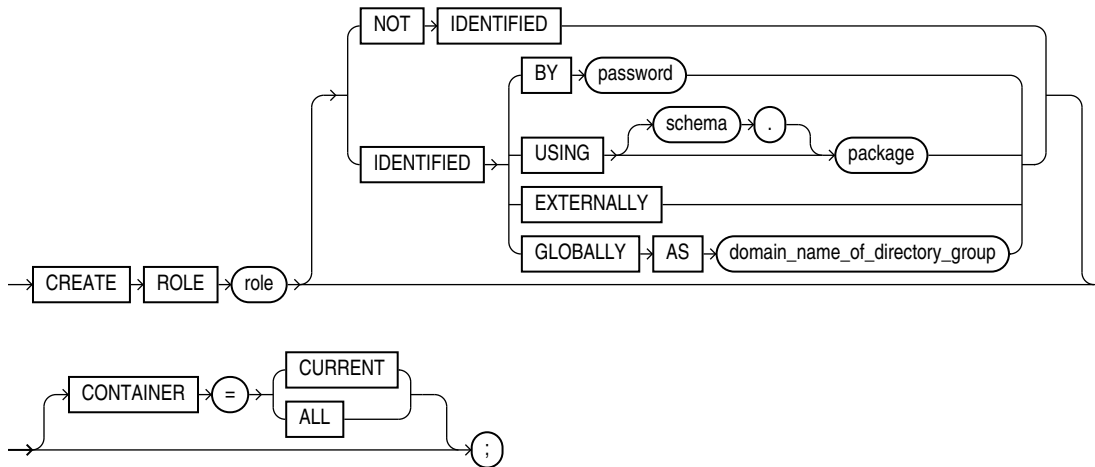 NOT IDENTIFIED
BY password
schema .
IDENTIFIED USING package
EXTERNALLY
GLOBALLY AS domain_name_of_directory_group
CREATE ROLE role
CURRENT
CONTAINER =
ALL
;